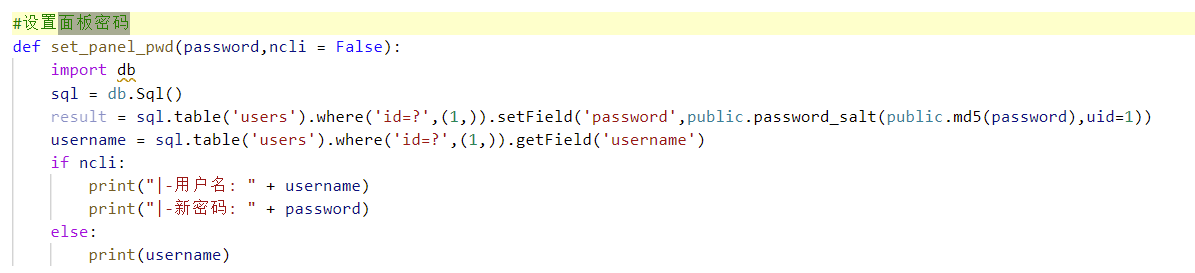 #设置面板密码
def set_panel_pwd(password,ncli = False):
    import db
    sql = db.Sql()
    result = sql.table('users').where('id=?',(1,)).setField('password',public.password_salt(public.md5(password),uid=1))
    username = sql.table('users').where('id=?',(1,)).getField('username')
    if ncli:
        print("|-用户名: " + username)
        print("|-新密码: " + password)
    else:
        print(username)